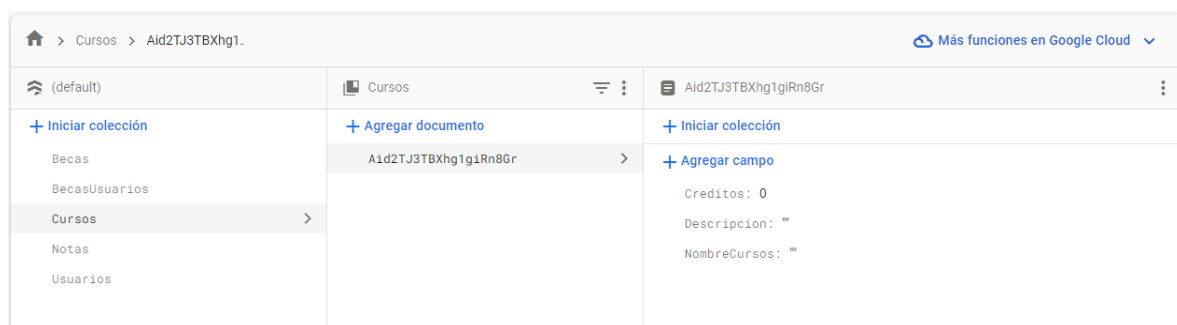 > Cursos > Aid2TJ3TBXhg1..
Más funciones en Google Cloud
(default)
Cursos
Aid2TJ3TBXhg1giRn8Gr
+ Iniciar colección
+ Agregar documento
+ Iniciar colección
Becas
BecasUsuarios
Cursos
Notas
Usuarios
Aid2TJ3TBXhg1giRn8Gr
+ Agregar campo
Creditos: 0
Descripcion: ""
NombreCursos: ""